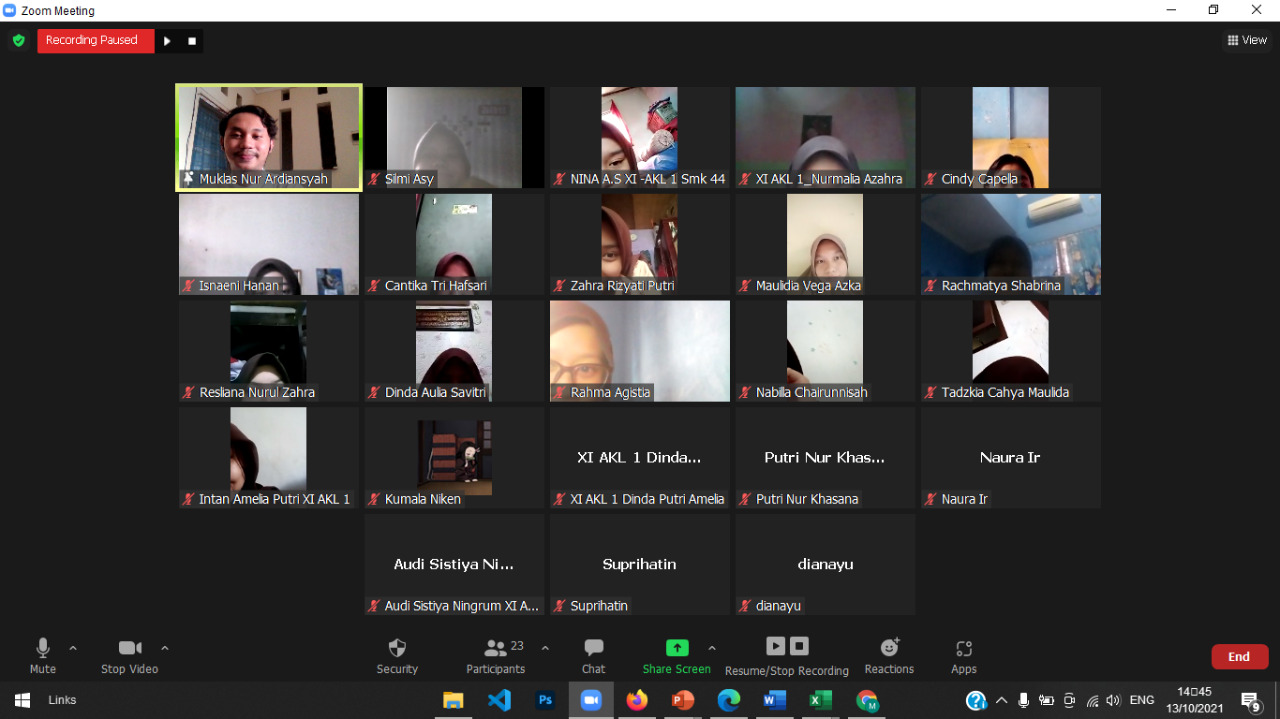 Zoom Meeting
Recording Paused
View
Muklas Nur Ardiansyah
Silmi Asy
NINA A.S XI -AKL 1 Smk 44
XI AKL 1_Nurmalia Azahra
Cindy Capella
Isnaeni Hanan
Cantika Tri Hafsari
Zahra Rizyati Putri
Maulidia Vega Azka
Rachmatya Shabrina
Resliana Nurul Zahra
Dinda Aulia Savitri
Rahma Agistia
Nabilla Chairunnisah
Tadzkia Cahya Maulida
Intan Amelia Putri XI AKL 1
Kumala Niken
XI AKL 1 Dinda...
XI AKL 1 Dinda Putri Amelia
Putri Nur Khas...
Putri Nur Khasana
Naura Ir
Naura Ir
Audi Sistiya Ni...
Audi Sistiya Ningrum XI A...
Suprihatin
Suprihatin
dianayu
dianayu
Mute
Stop Video
Security
Participants
23
Chat
Share Screen
Resume/Stop Recording
Reactions
Apps
End
Links
Ps
ENG
14□45
13/10/2021
9